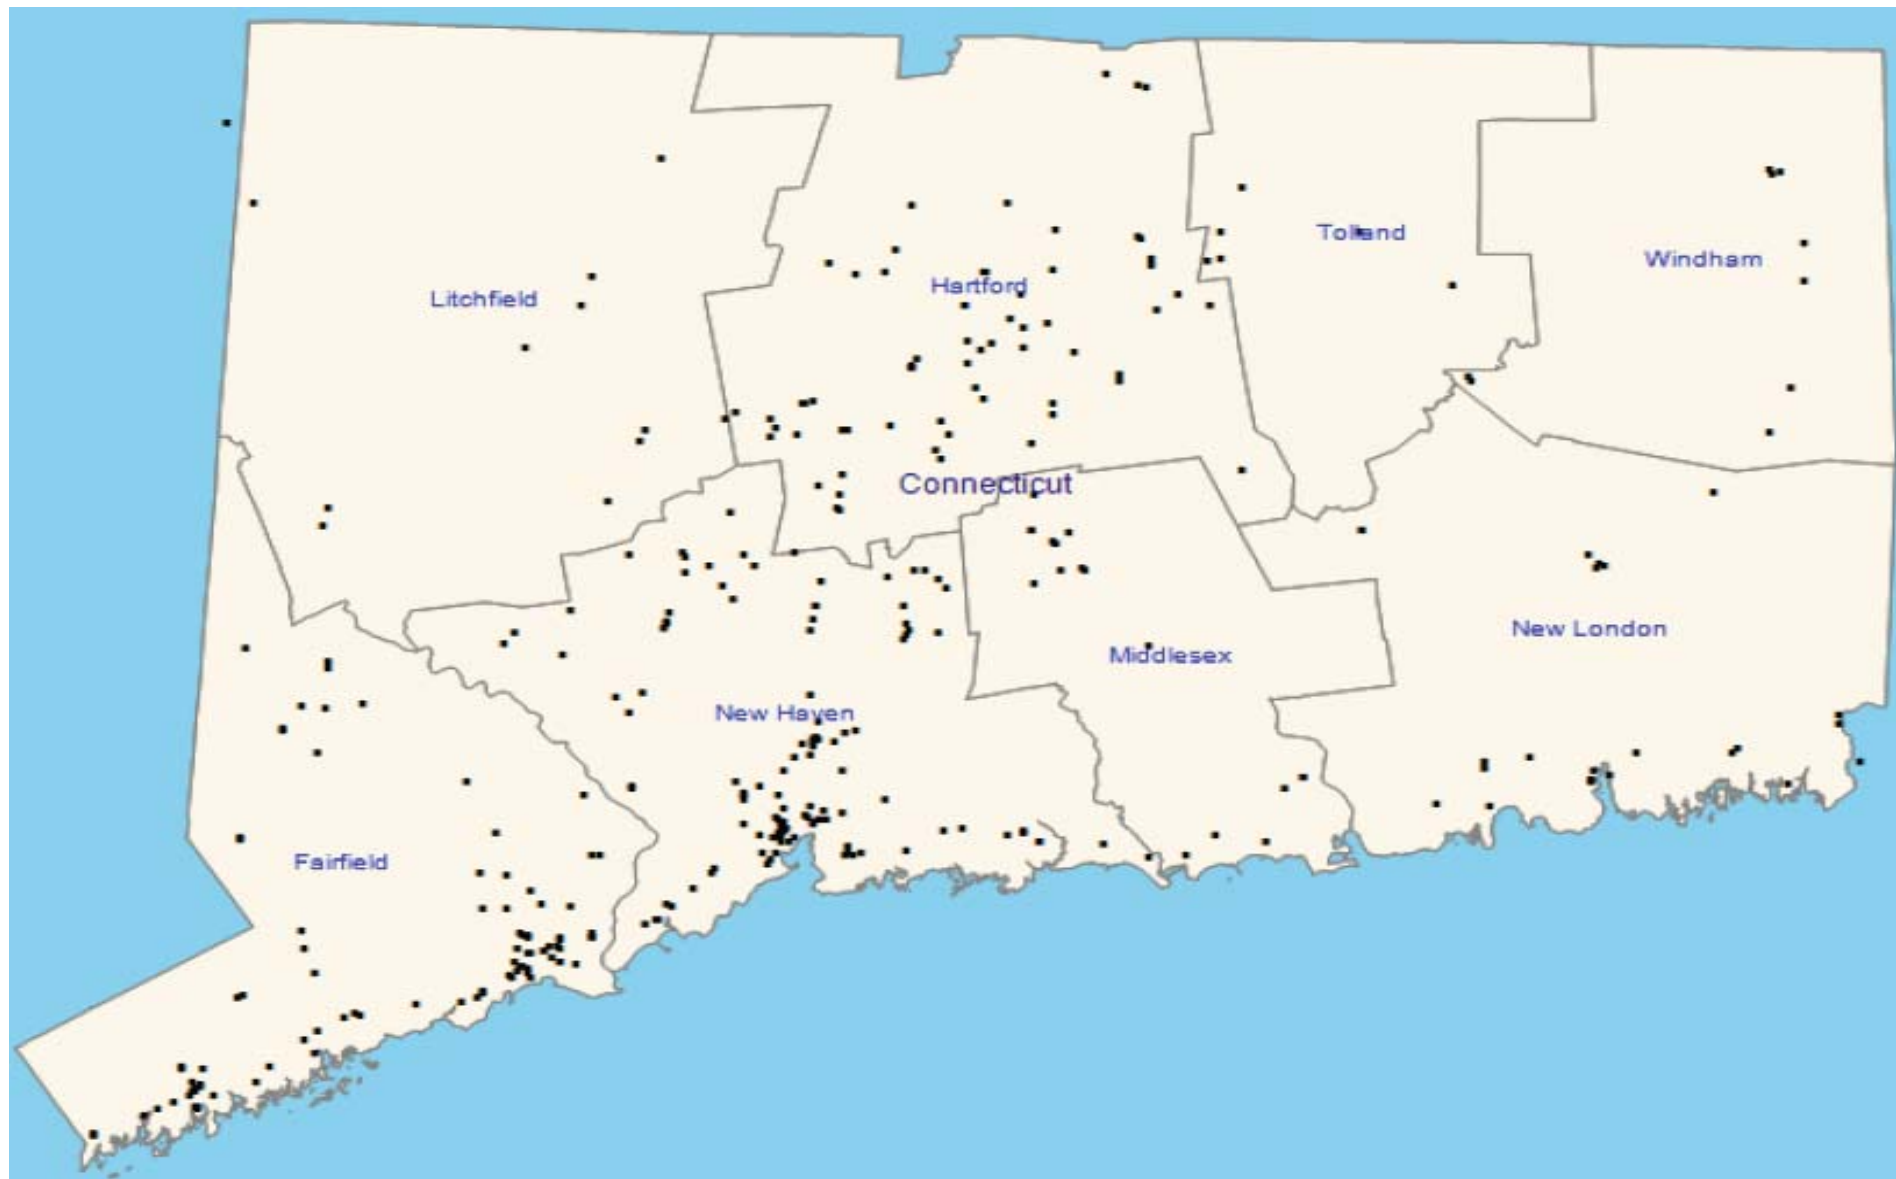 Tolland
Windham
Hartford
Litchfield
Connecticut
New London
Middlesex
New Haven
Fairfield